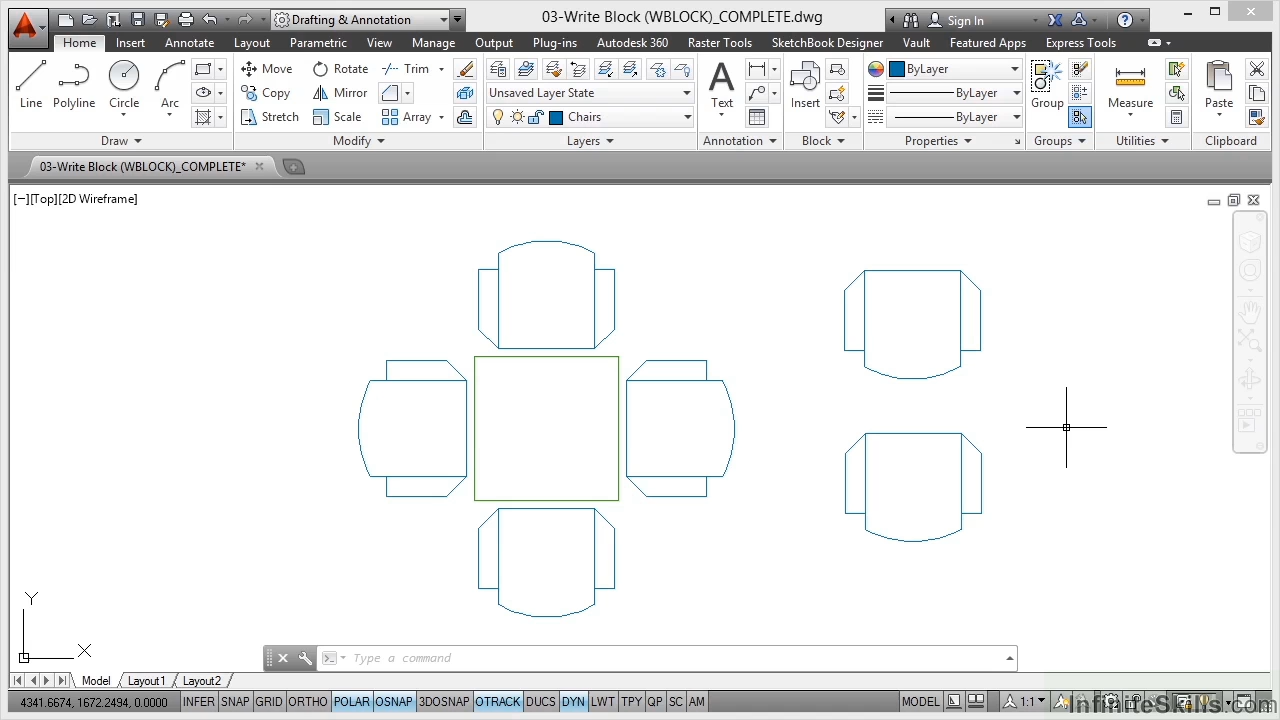 Drafting & Annotation
03-Write Block (WBLOCK)_COMPLETE.dwg
Sign In
Home Insert Annotate Layout Parametric View Manage Output Plug-ins Autodesk 360 Raster Tools SketchBook Designer Vault Featured Apps Express Tools
Line Polyline Circle Arc
Draw
Move Rotate Trim
Copy Mirror
Stretch Scale Array
Modify
Unsaved Layer State
Chairs
Layers
Text
Annotation
Insert
Block
ByLayer
ByLayer
ByLayer
Properties
Group
Groups
Measure
Utilities
Paste
Clipboard
03-Write Block (WBLOCK)_COMPLETE*
[−][Top][2D Wireframe]
Y
X
Type a command
Model Layout1 Layout2
4341.6674, 1672.2494, 0.0000 INFER SNAP GRID ORTHO POLAR OSNAP 3DOSNAP OTRACK DUCS DYN LWT TPY QP SC AM MODEL 1:1
InfiniteSkills.com